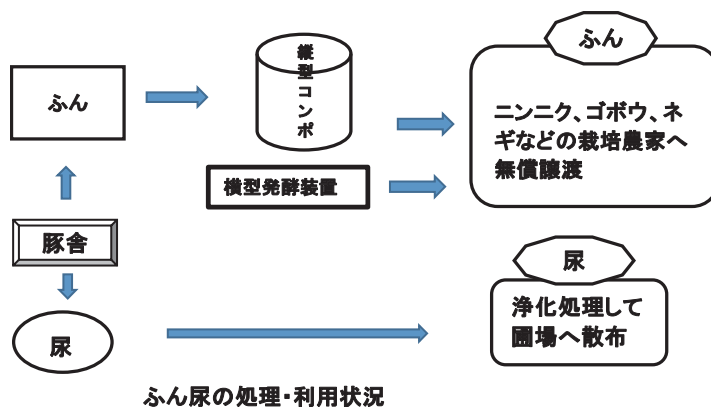 ふん
縦型コンポ
ふん
ニンニク、ゴボウ、ネ
ギなどの栽培農家へ
無償譲渡
横型発酵装置
豚舎
尿
尿
浄化処理して
圃場へ散布
ふん尿の処理・利用状況